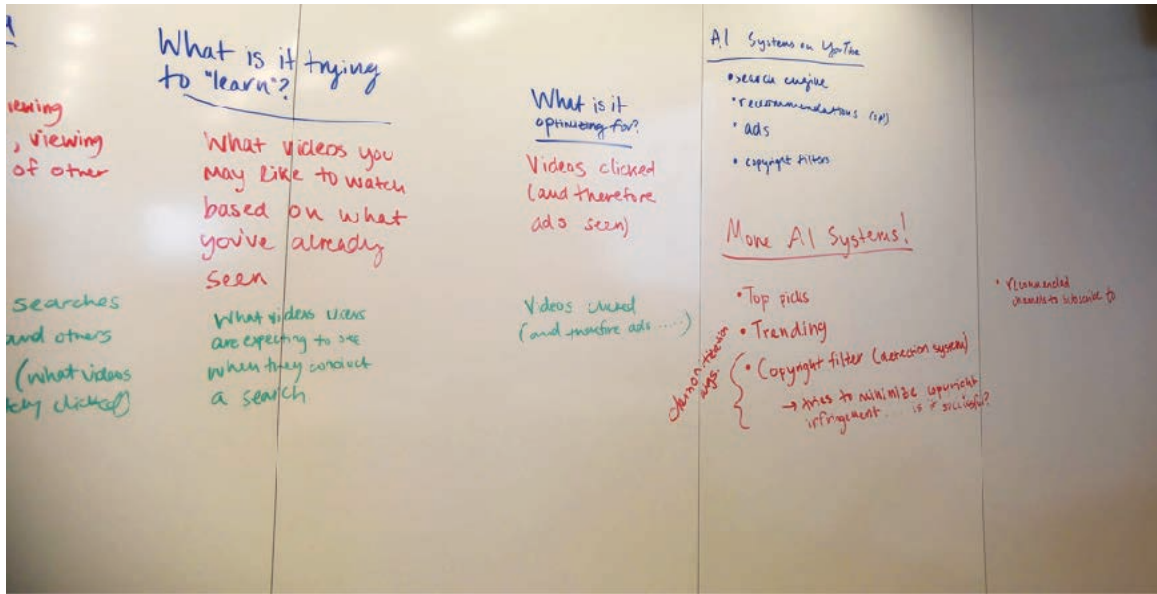 viewing
, viewing
of other
searches
and others
(what videos
clicked)
What is it trying
to "learn"?
What videos you
may like to watch
based on what
you've already
seen
What videos users
are expecting to see
when they conduct
a search
What is it
optimizing for?
Videos clicked
(and therefore
ads seen)
Videos clicked
(and therefore ads ......)
AI Systems on YouTube
• search engine
• recommendations
• ads
• copyright filters
More AI Systems!
• Top picks
• Trending
• Copyright filter (detection system)
→ tries to minimize copyright
infringement .... is it successful?
demonitization
algs.
• recommended
channels to subscribe to